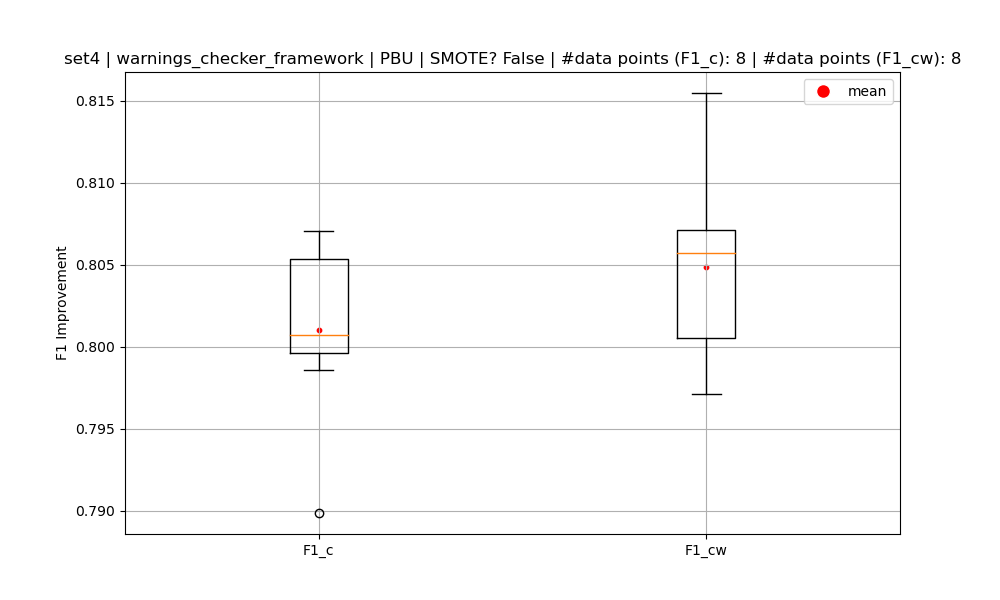 set4 | warnings_checker_framework | PBU | SMOTE? False | #data points (F1_c): 8 | #data points (F1_cw): 8
mean
0.815
0.810
0.805
0.800
0.795
0.790
F1 Improvement
F1_c
F1_cw